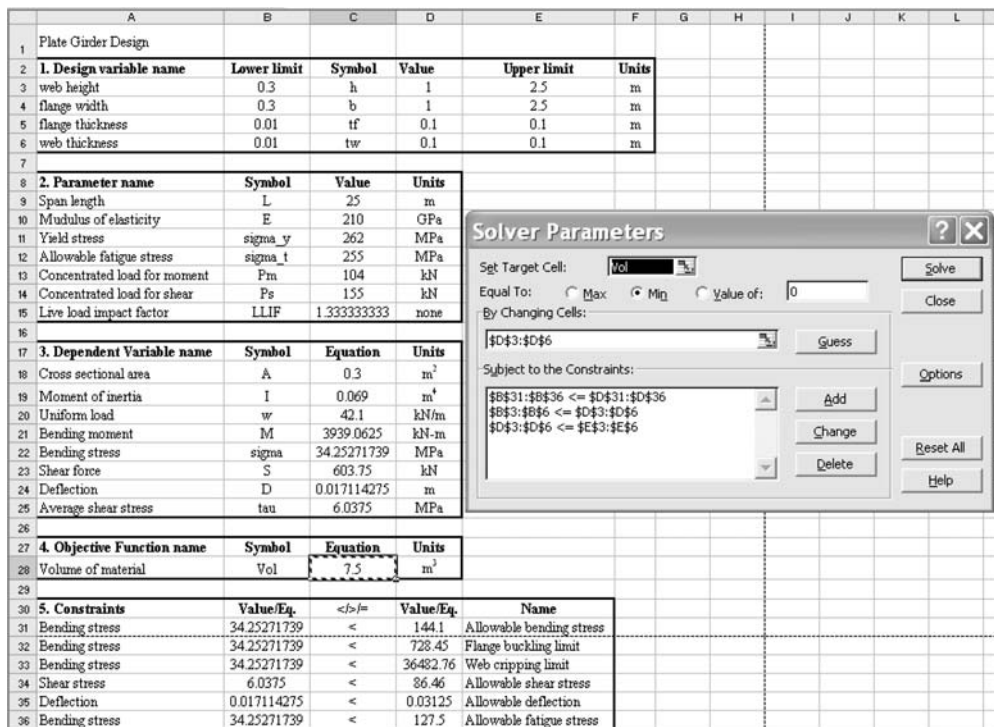 A B C D E F G H I J K L
1 Plate Girder Design
2 1. Design variable name Lower limit Symbol Value Upper limit Units
3 web height 0.3 h 1 2.5 m
4 flange width 0.3 b 1 2.5 m
5 flange thickness 0.01 tf 0.1 0.1 m
6 web thickness 0.01 tw 0.1 0.1 m
7
8 2. Parameter name Symbol Value Units
9 Span length L 25 m
10 Mudulus of elasticity E 210 GPa
11 Yield stress sigma_y 262 MPa
12 Allowable fatigue stress sigma_t 255 MPa
13 Concentrated load for moment Pm 104 kN
14 Concentrated load for shear Ps 155 kN
15 Live load impact factor LLIF 1.333333333 none
16
17 3. Dependent Variable name Symbol Equation Units
18 Cross sectional area A 0.3 m²
19 Moment of inertia I 0.069 m⁴
20 Uniform load w 42.1 kN/m
21 Bending moment M 3939.0625 kN-m
22 Bending stress sigma 34.25271739 MPa
23 Shear force S 603.75 kN
24 Deflection D 0.017114275 m
25 Average shear stress tau 6.0375 MPa
26
27 4. Objective Function name Symbol Equation Units
28 Volume of material Vol 7.5 m³
29
30 5. Constraints Value/Eq. </>/= Value/Eq. Name
31 Bending stress 34.25271739 < 144.1 Allowable bending stress
32 Bending stress 34.25271739 < 728.45 Flange buckling limit
33 Bending stress 34.25271739 < 36482.76 Web cripping limit
34 Shear stress 6.0375 < 86.46 Allowable shear stress
35 Deflection 0.017114275 < 0.03125 Allowable deflection
36 Bending stress 34.25271739 < 127.5 Allowable fatigue stress
Solver Parameters ? X
Set Target Cell: Vol Solve
Equal To: Max Min Value of: 0 Close
By Changing Cells:
$D$3:$D$6 Guess
Subject to the Constraints: Options
$B$31:$B$36 <= $D$31:$D$36 Add
$B$3:$B$6 <= $D$3:$D$6
$D$3:$D$6 <= $E$3:$E$6 Change
Reset All
Delete
Help